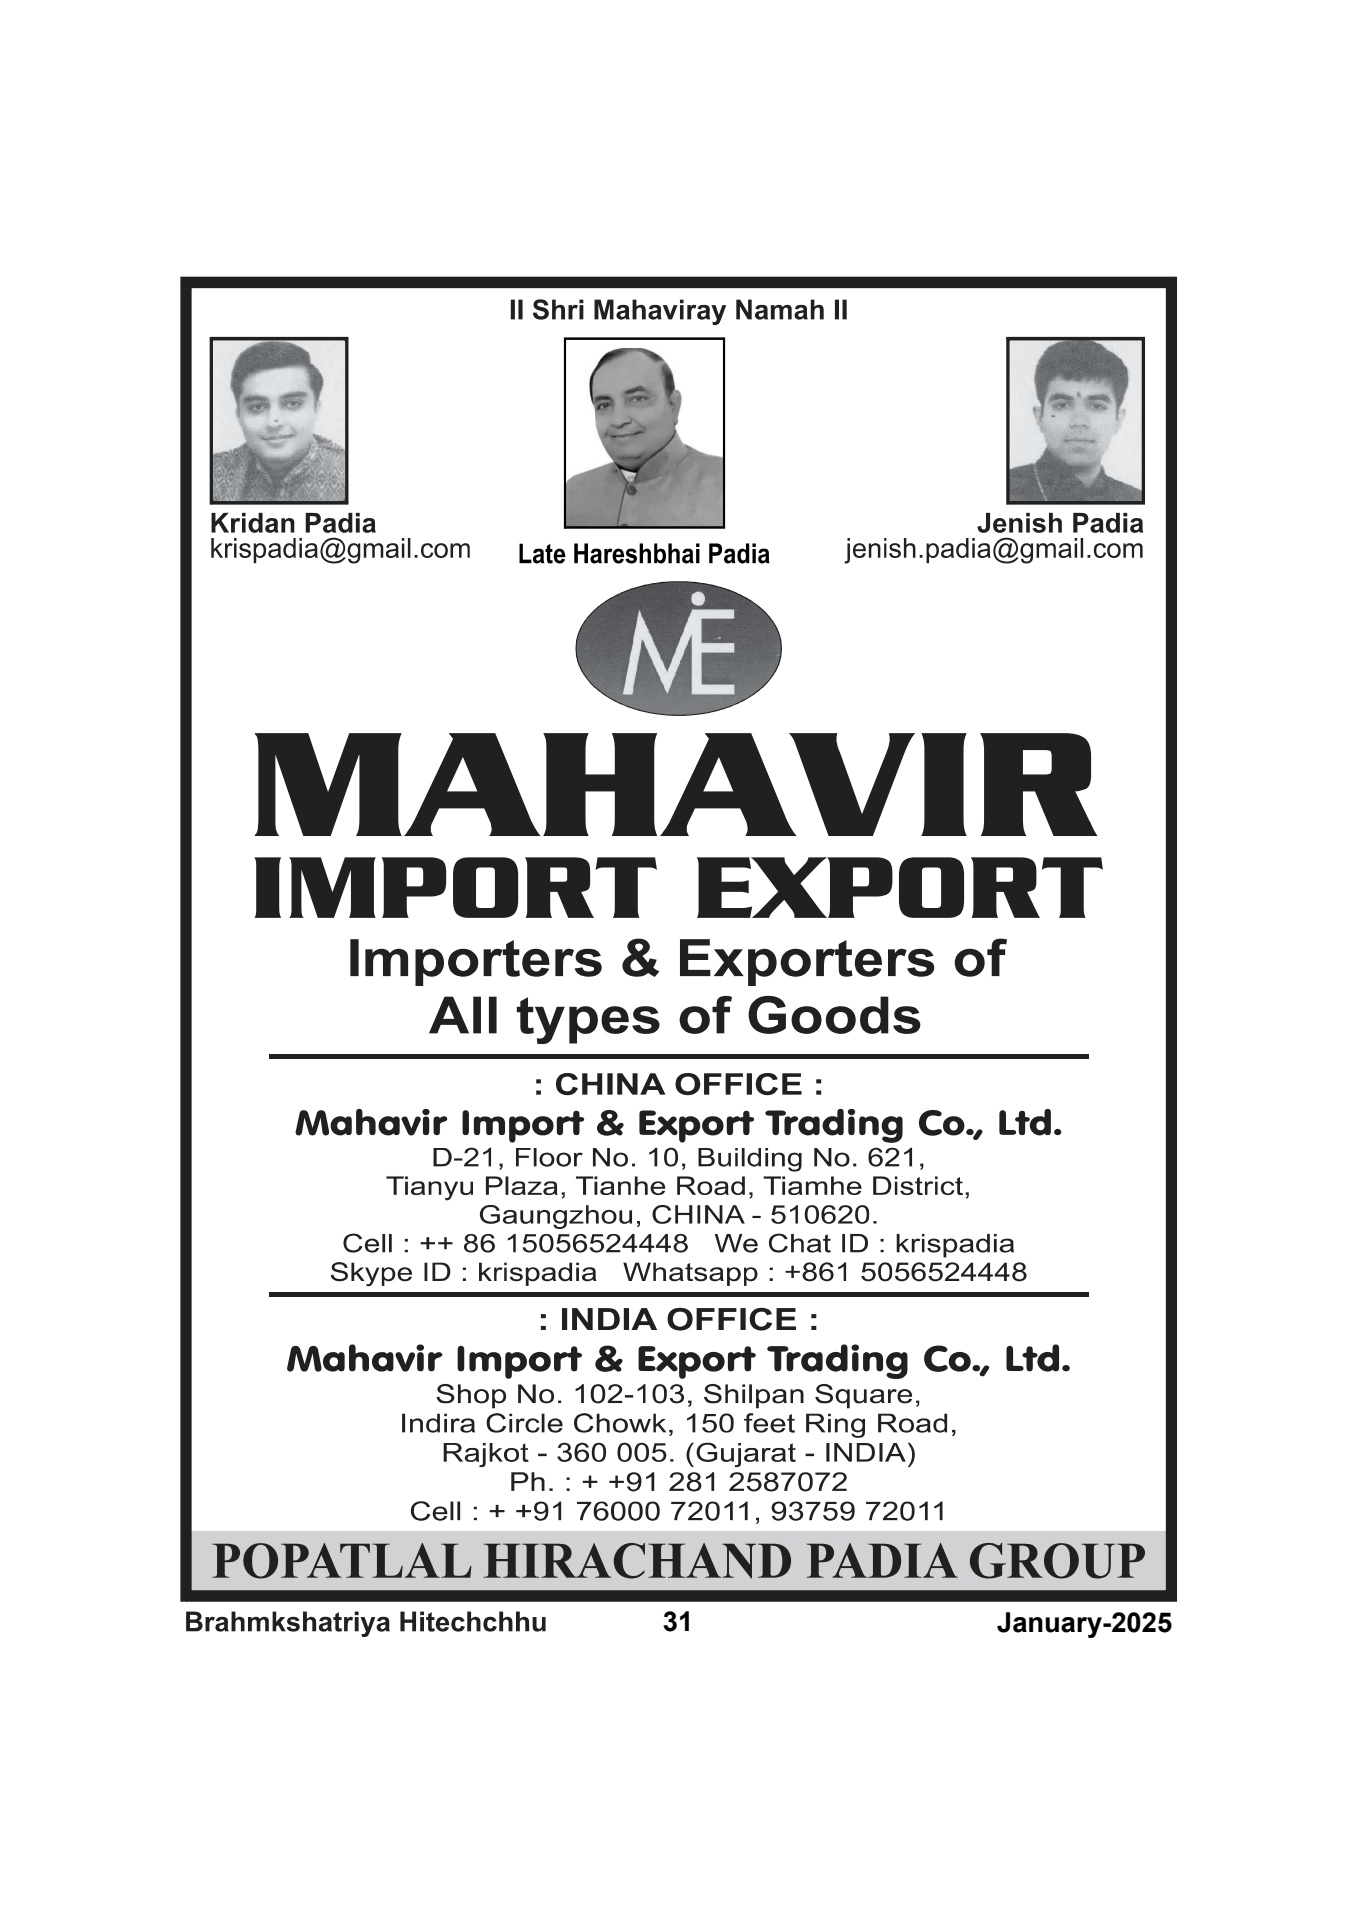 II Shri Mahaviray Namah II
Kridan Padia
krispadia@gmail.com
Late Hareshbhai Padia
Jenish Padia
jenish.padia@gmail.com
MiE
MAHAVIR
IMPORT EXPORT
Importers & Exporters of
All types of Goods
: CHINA OFFICE :
Mahavir Import & Export Trading Co., Ltd.
D-21, Floor No. 10, Building No. 621,
Tianyu Plaza, Tianhe Road, Tiamhe District,
Gaungzhou, CHINA - 510620.
Cell : ++ 86 15056524448 We Chat ID : krispadia
Skype ID : krispadia Whatsapp : +861 5056524448
: INDIA OFFICE :
Mahavir Import & Export Trading Co., Ltd.
Shop No. 102-103, Shilpan Square,
Indira Circle Chowk, 150 feet Ring Road,
Rajkot - 360 005. (Gujarat - INDIA)
Ph. : + +91 281 2587072
Cell : + +91 76000 72011, 93759 72011
POPATLAL HIRACHAND PADIA GROUP
Brahmkshatriya Hitechchhu 31 January-2025